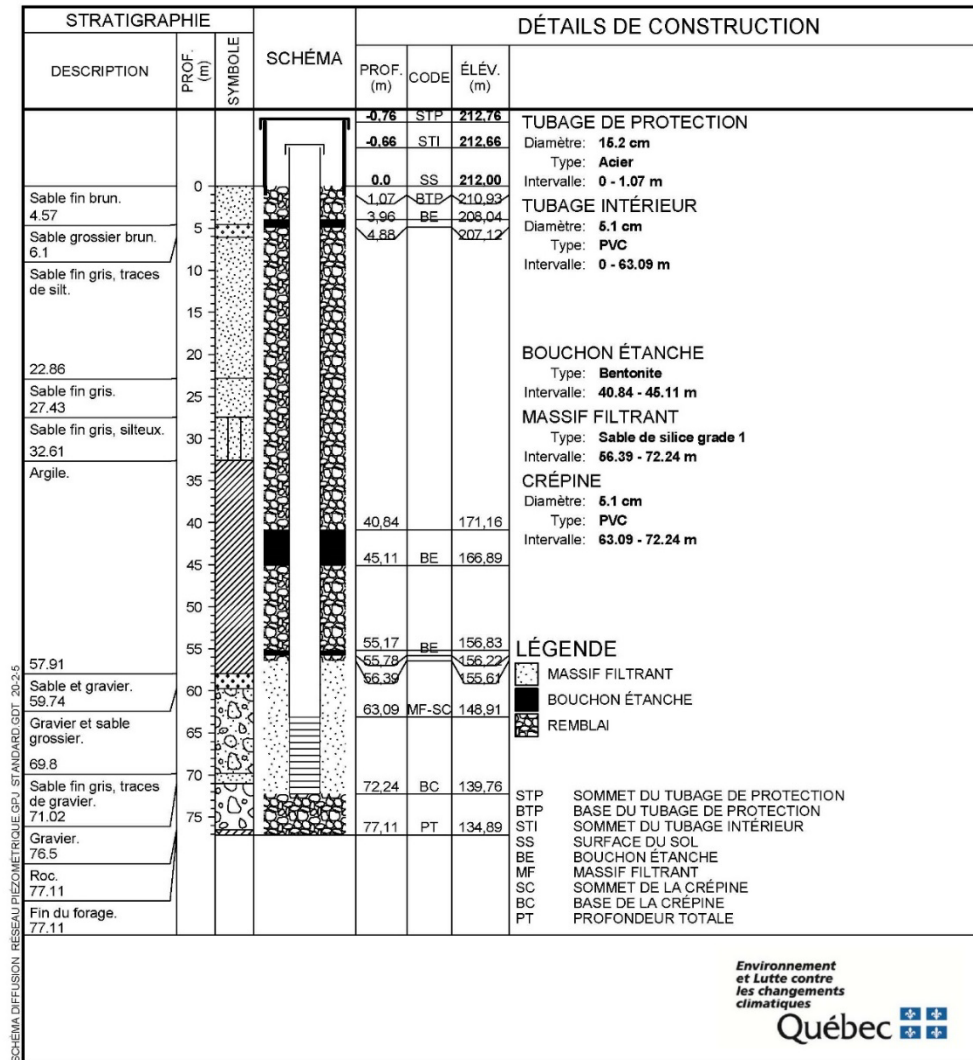 STRATIGRAPHIE
DESCRIPTION
PROF. (m)
SYMBOLE
SCHÉMA
DÉTAILS DE CONSTRUCTION
PROF. (m)
CODE
ÉLÉV. (m)
-0.76 STP 212.76
-0.66 STI 212.66
0.0 SS 212.00
1,07 BTP 210,93
3,96 BE 208,04
4,88 207,12
40,84 171,16
45,11 BE 166,89
55,17 BE 156,83
55,78 156,22
56,39 155,61
63,09 MF-SC 148,91
72,24 BC 139,76
77,11 PT 134,89
0
5
10
15
20
25
30
35
40
45
50
55
60
65
70
75
Sable fin brun.
4.57
Sable grossier brun.
6.1
Sable fin gris, traces
de silt.
22.86
Sable fin gris.
27.43
Sable fin gris, silteux.
32.61
Argile.
57.91
Sable et gravier.
59.74
Gravier et sable
grossier.
69.8
Sable fin gris, traces
de gravier.
71.02
Gravier.
76.5
Roc.
77.11
Fin du forage.
77.11
TUBAGE DE PROTECTION
Diamètre: 15.2 cm
Type: Acier
Intervalle: 0 - 1.07 m
TUBAGE INTÉRIEUR
Diamètre: 5.1 cm
Type: PVC
Intervalle: 0 - 63.09 m
BOUCHON ÉTANCHE
Type: Bentonite
Intervalle: 40.84 - 45.11 m
MASSIF FILTRANT
Type: Sable de silice grade 1
Intervalle: 56.39 - 72.24 m
CRÉPINE
Diamètre: 5.1 cm
Type: PVC
Intervalle: 63.09 - 72.24 m
LÉGENDE
MASSIF FILTRANT
BOUCHON ÉTANCHE
REMBLAI
STP SOMMET DU TUBAGE DE PROTECTION
BTP BASE DU TUBAGE DE PROTECTION
STI SOMMET DU TUBAGE INTÉRIEUR
SS SURFACE DU SOL
BE BOUCHON ÉTANCHE
MF MASSIF FILTRANT
SC SOMMET DE LA CRÉPINE
BC BASE DE LA CRÉPINE
PT PROFONDEUR TOTALE
SCHÉMA DIFFUSION RÉSEAU PIÉZOMÉTRIQUE.GPJ STANDARD.GDT 20-2-5
Environnement
et Lutte contre
les changements
climatiques
Québec